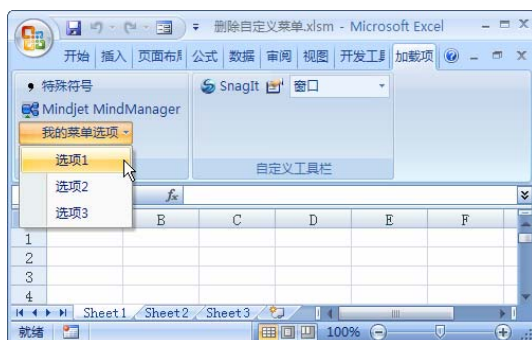 删除自定义菜单.xlsm - Microsoft Excel
开始 插入 页面布局 公式 数据 审阅 视图 开发工具 加载项
特殊符号
SnagIt 窗口
Mindjet MindManager
我的菜单选项
选项1
自定义工具栏
选项2
选项3
fx
B C D E F
1
2
3
4
Sheet1 Sheet2 Sheet3
就绪 100%